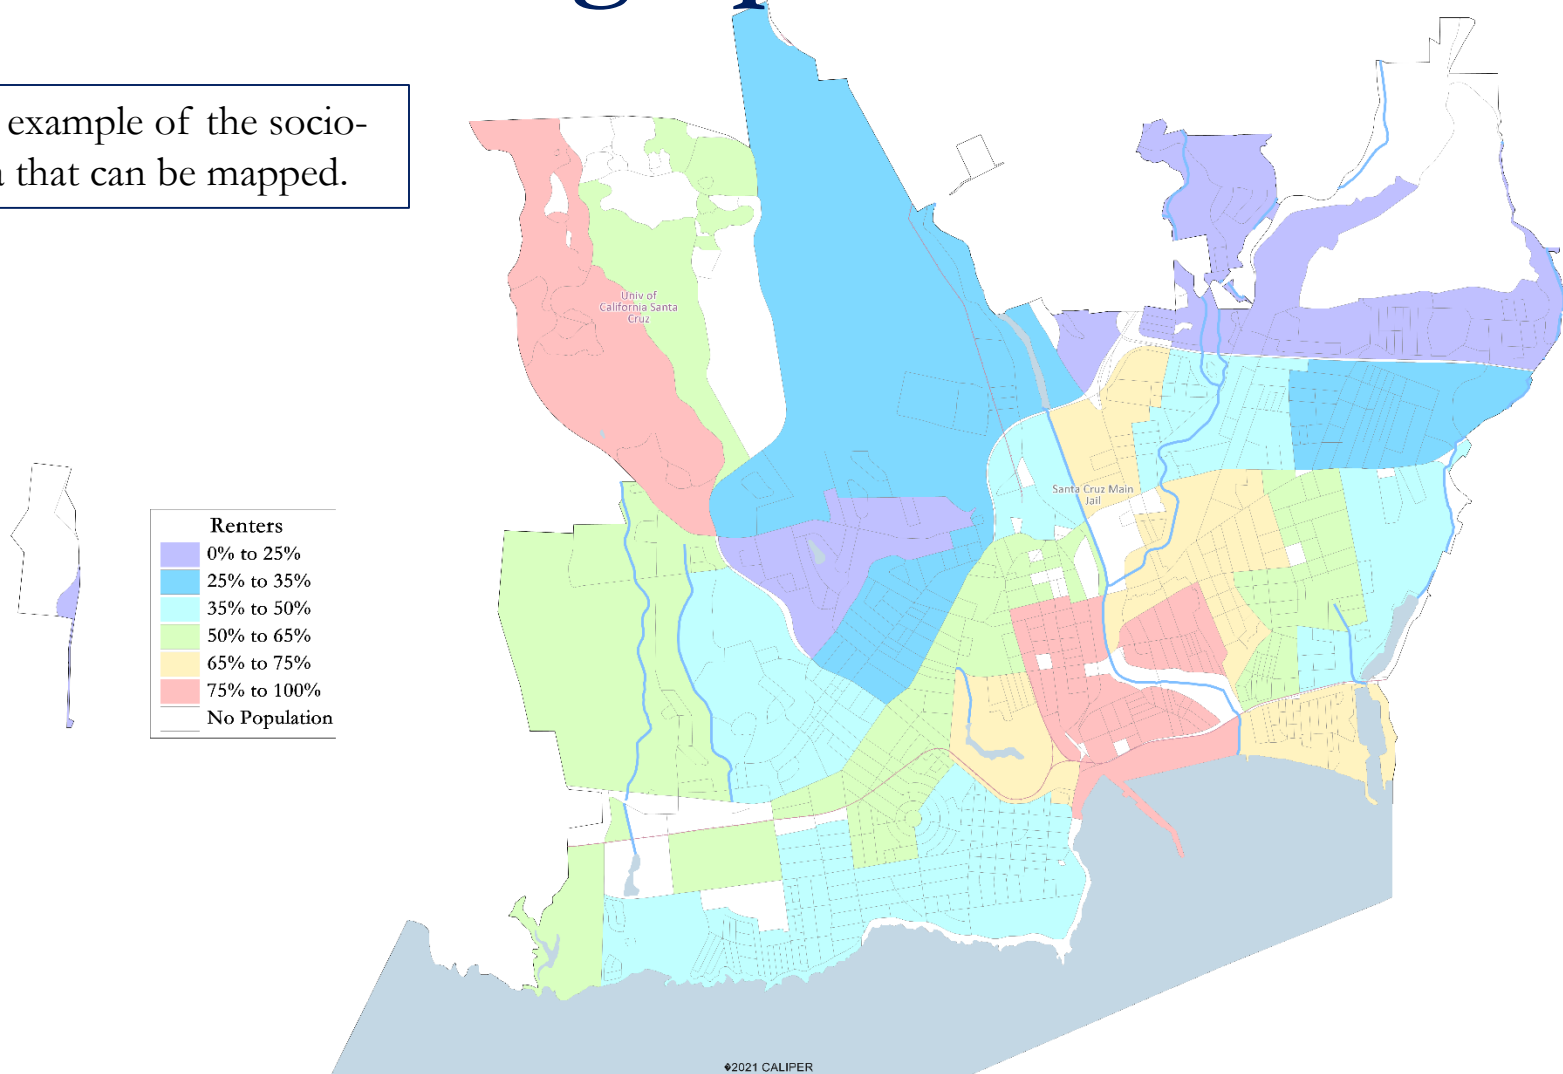 example of the socio-
that can be mapped.
Univ of
California Santa
Cruz
Santa Cruz Main
Jail
Renters
0% to 25%
25% to 35%
35% to 50%
50% to 65%
65% to 75%
75% to 100%
No Population
�2021 CALIPER